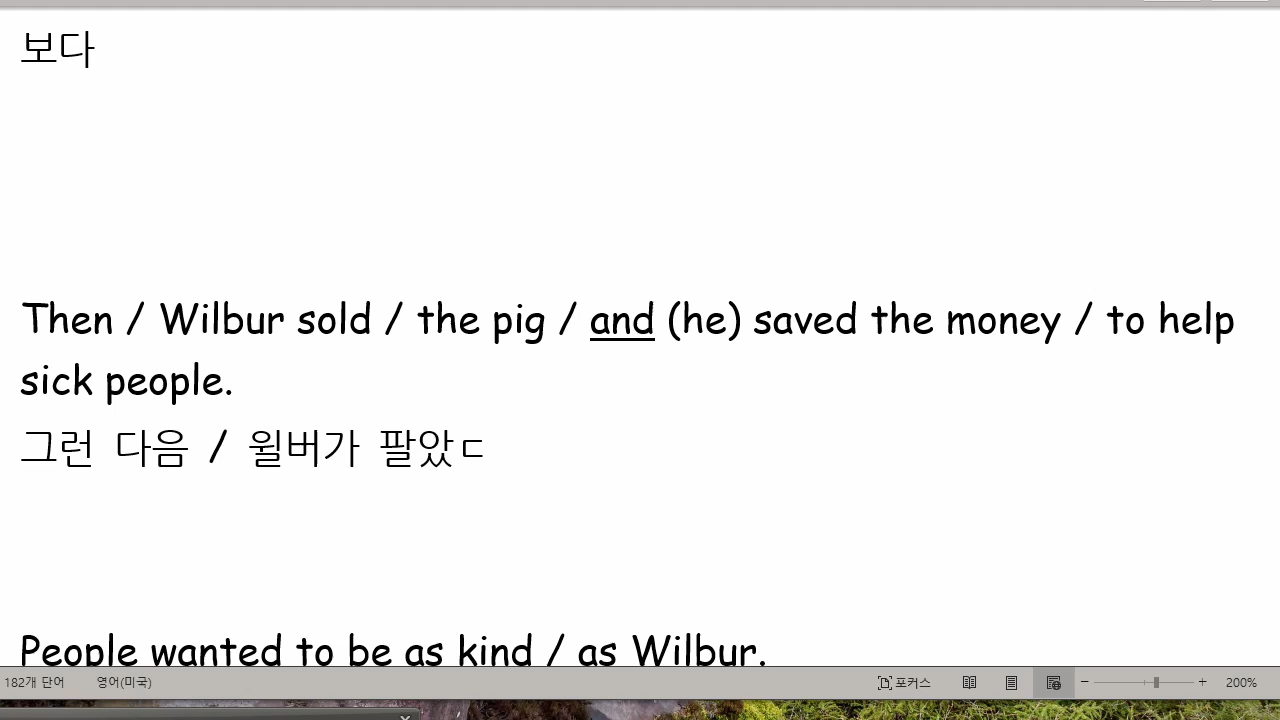 보다
Then / Wilbur sold / the pig / and (he) saved the money / to help
sick people.
그런 다음 / 윌버가 팔았ㄷ
People wanted to be as kind / as Wilbur.
182개 단어 영어(미국) 포커스 200%